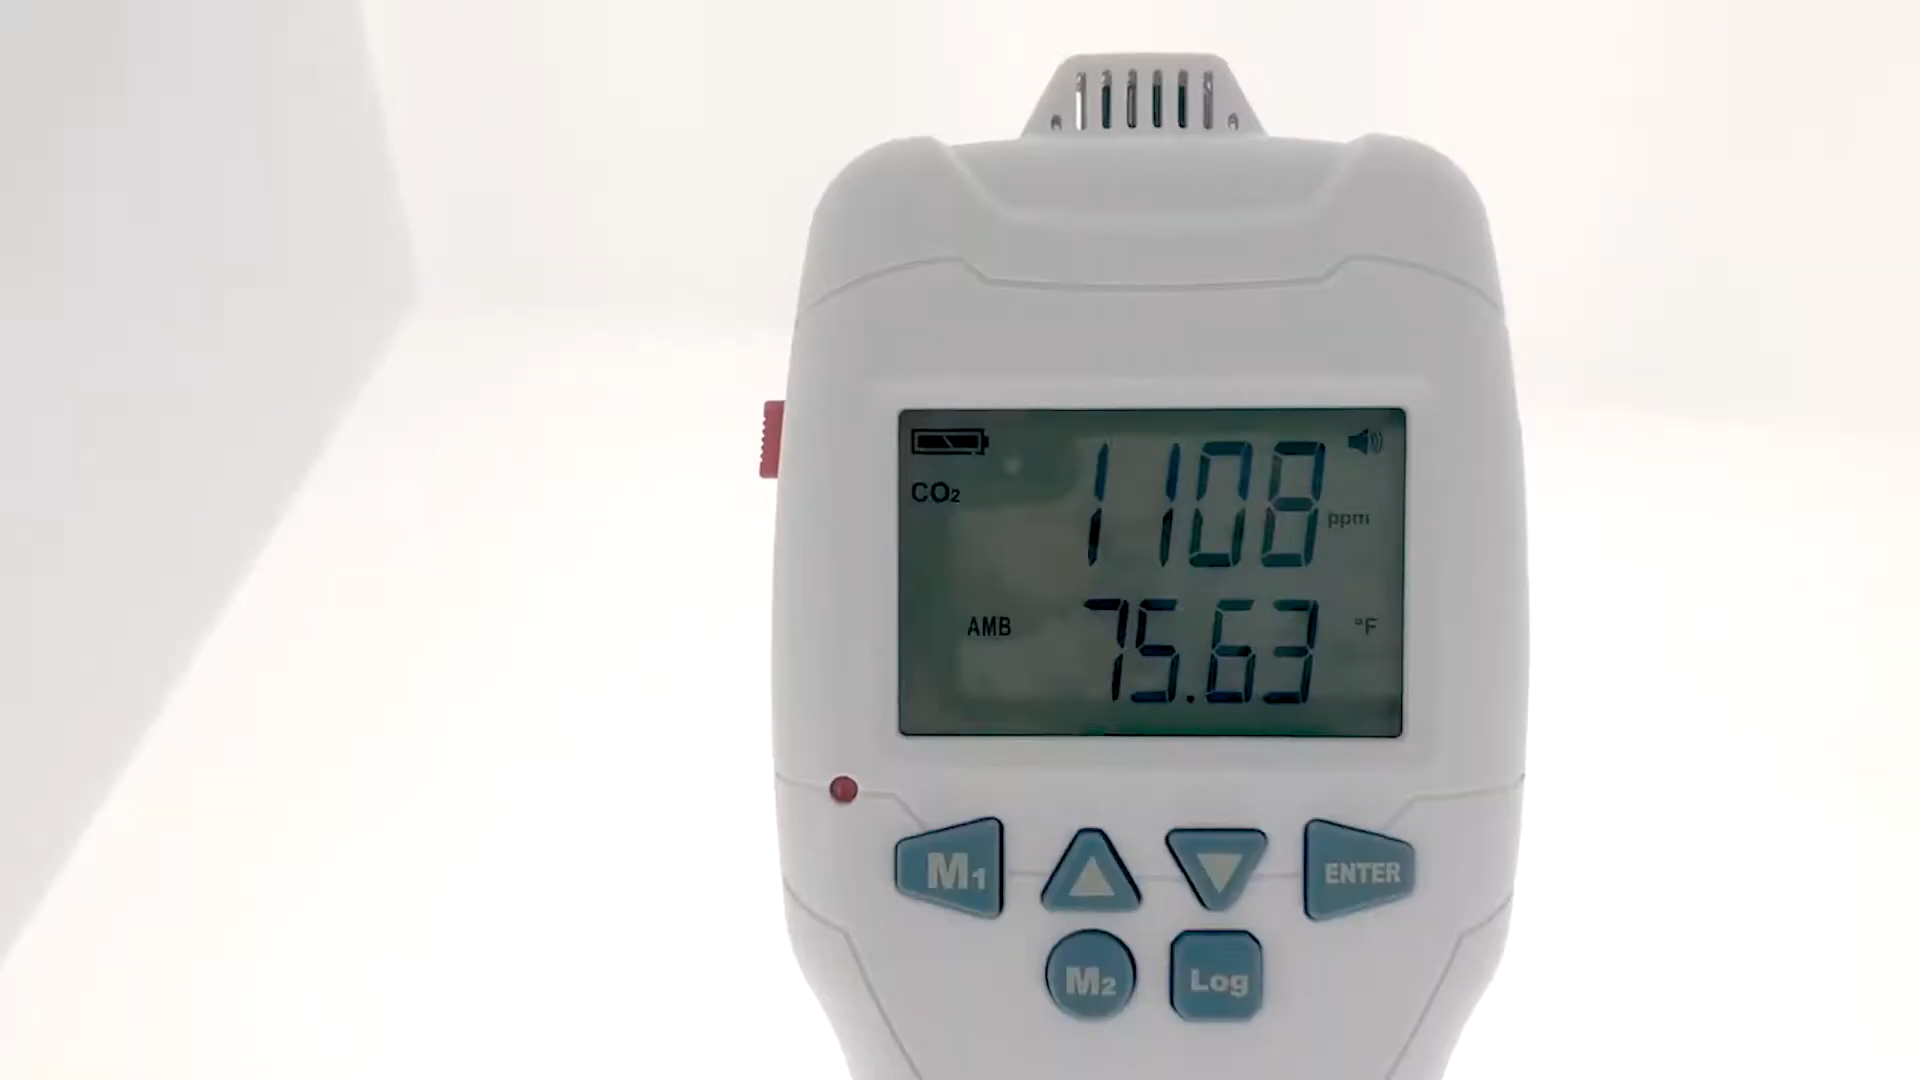 1108
CO₂
ppm
AMB 75.63 °F
M₁
ENTER
M₂
Log